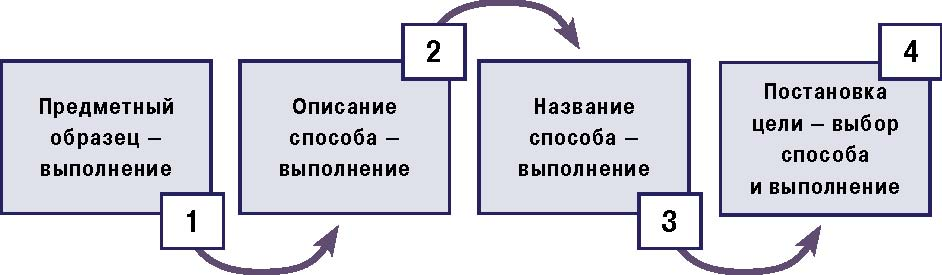 Предметный
образец –
выполнение
1
Описание
способа –
выполнение
2
Название
способа –
выполнение
3
Постановка
цели – выбор
способа
и выполнение
4